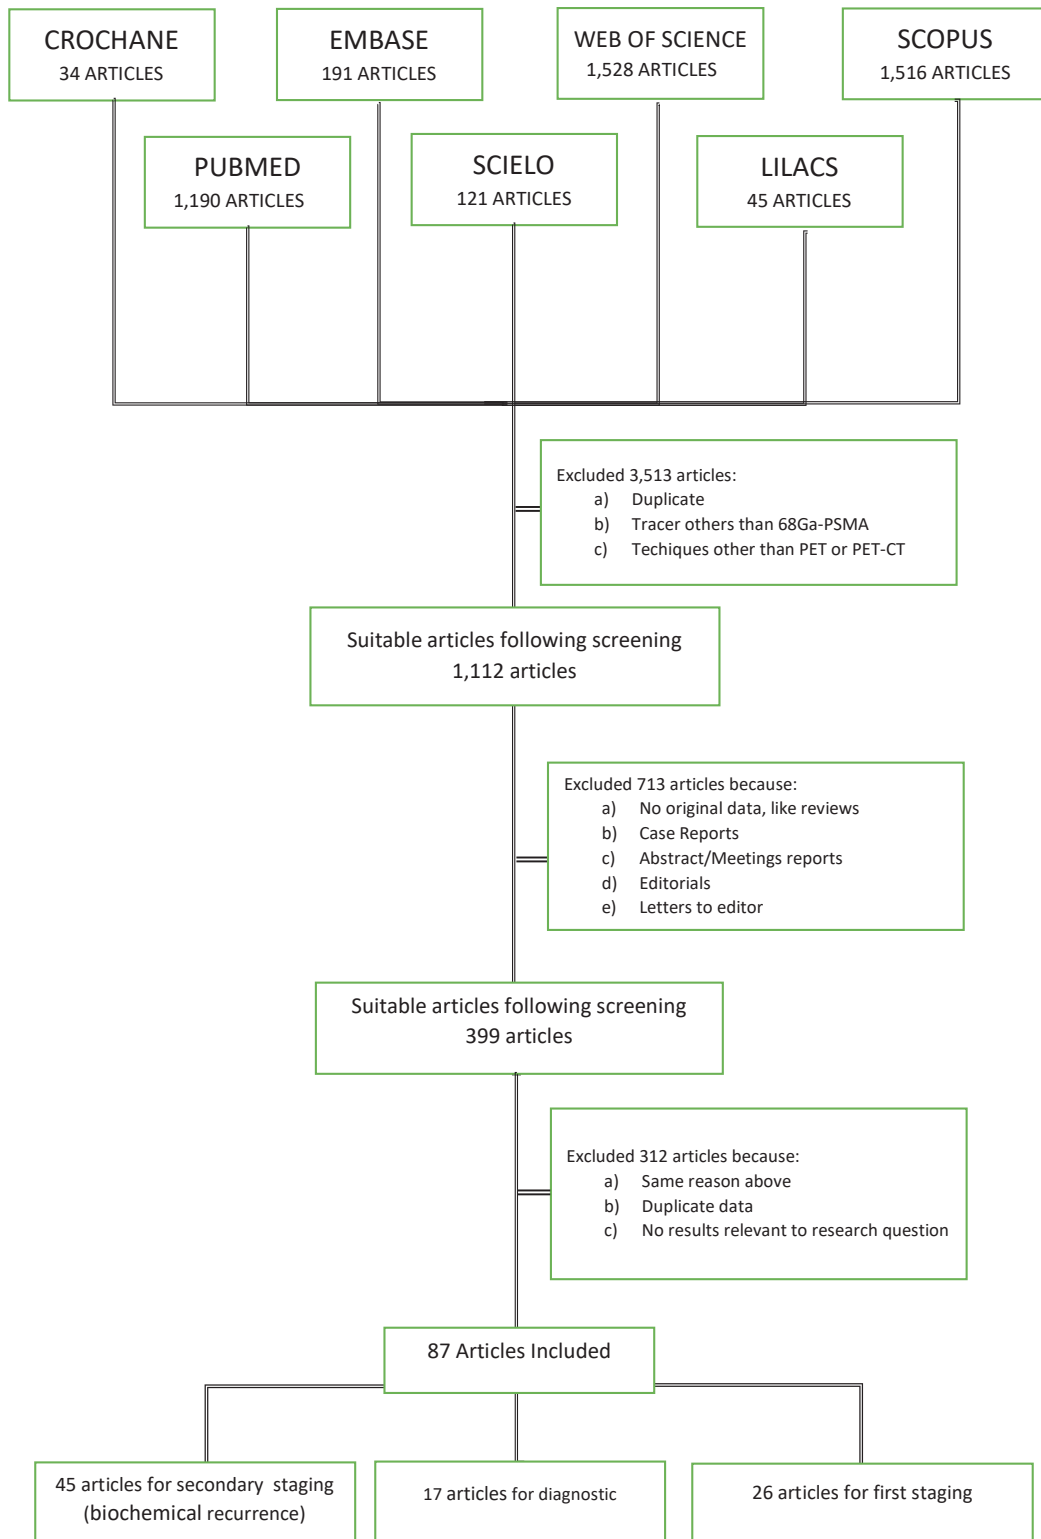 CROCHANE
34 ARTICLES
EMBASE
191 ARTICLES
WEB OF SCIENCE
1,528 ARTICLES
SCOPUS
1,516 ARTICLES
PUBMED
1,190 ARTICLES
SCIELO
121 ARTICLES
LILACS
45 ARTICLES
Excluded 3,513 articles:
a) Duplicate
b) Tracer others than 68Ga-PSMA
c) Techiques other than PET or PET-CT
Suitable articles following screening
1,112 articles
Excluded 713 articles because:
a) No original data, like reviews
b) Case Reports
c) Abstract/Meetings reports
d) Editorials
e) Letters to editor
Suitable articles following screening
399 articles
Excluded 312 articles because:
a) Same reason above
b) Duplicate data
c) No results relevant to research question
87 Articles Included
45 articles for secondary staging
(biochemical recurrence)
17 articles for diagnostic
26 articles for first staging